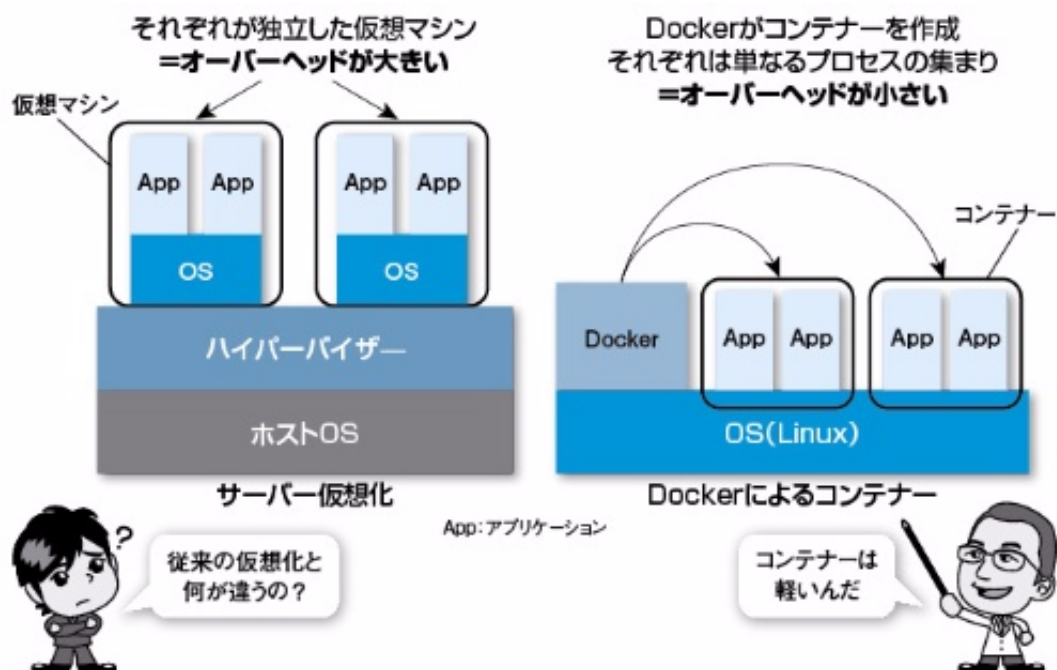 それぞれが独立した仮想マシン
=オーバーヘッドが大きい
仮想マシン
App
App
OS
App
App
OS
ハイパーバイザー
ホストOS
サーバー仮想化
Dockerがコンテナーを作成
それぞれは単なるプロセスの集まり
=オーバーヘッドが小さい
コンテナー
Docker
App
App
App
App
OS(Linux)
Dockerによるコンテナー
App:アプリケーション
?
従来の仮想化と
何が違うの?
コンテナーは
軽いんだ